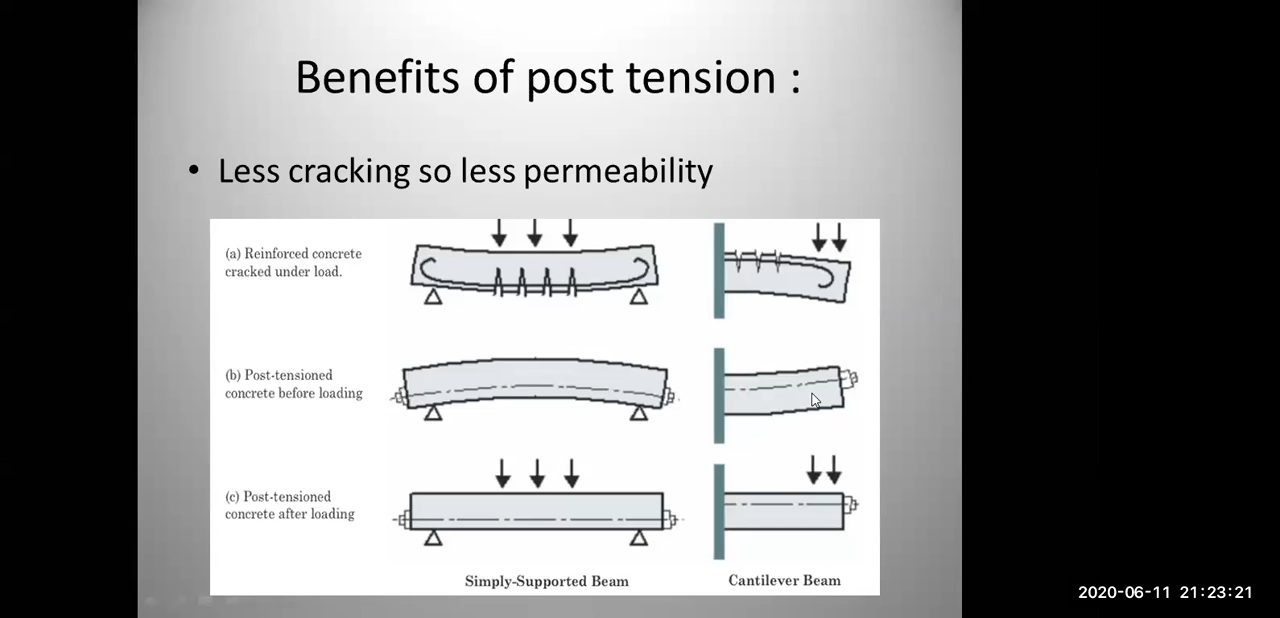 Benefits of post tension :
• Less cracking so less permeability
(a) Reinforced concrete
cracked under load.
(b) Post-tensioned
concrete before loading
(c) Post-tensioned
concrete after loading
Simply-Supported Beam
Cantilever Beam
2020-06-11 21:23:21